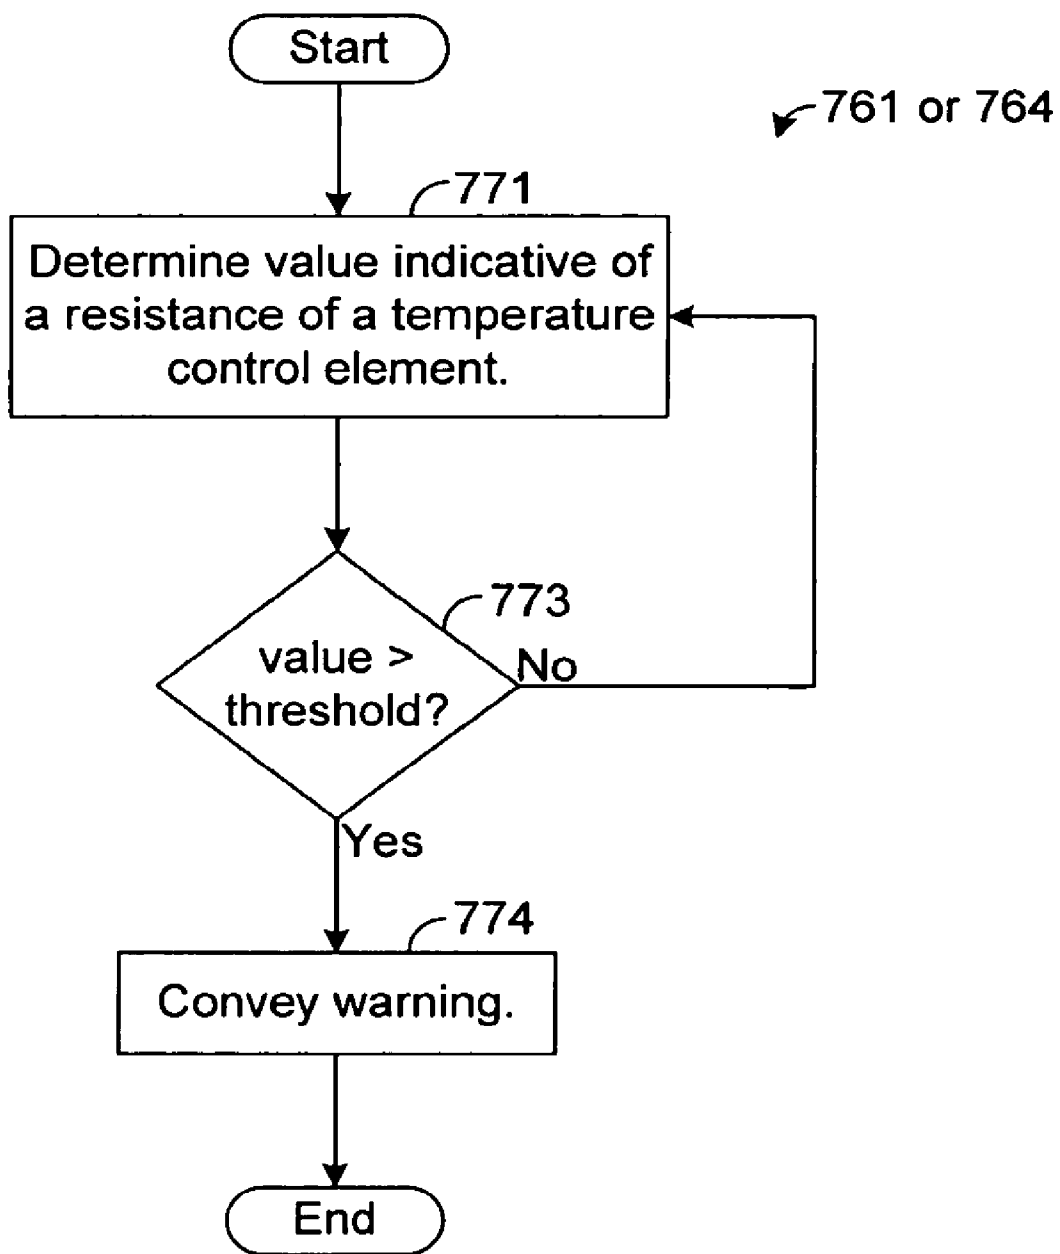 Start
761 or 764
771
Determine value indicative of
a resistance of a temperature
control element.
773
value >
threshold?
No
Yes
774
Convey warning.
End